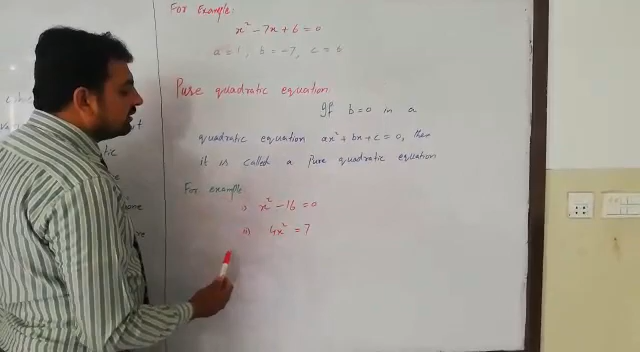 For Example:
x² - 7x + 6 = 0
a = 1, b = -7, c = 6
Pure quadratic equation
If b = 0 in a
quadratic equation ax² + bx + c = 0, then
it is called a Pure quadratic equation
For example:
i) x² - 16 = 0
ii) 4x² = 7